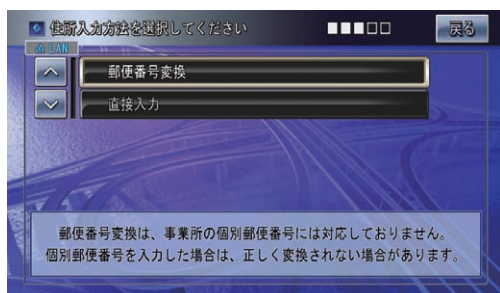 住所入力方法を選択してください
戻る
LAN
郵便番号変換
直接入力
郵便番号変換は、事業所の個別郵便番号には対応しておりません。
個別郵便番号を入力した場合は、正しく変換されない場合があります。